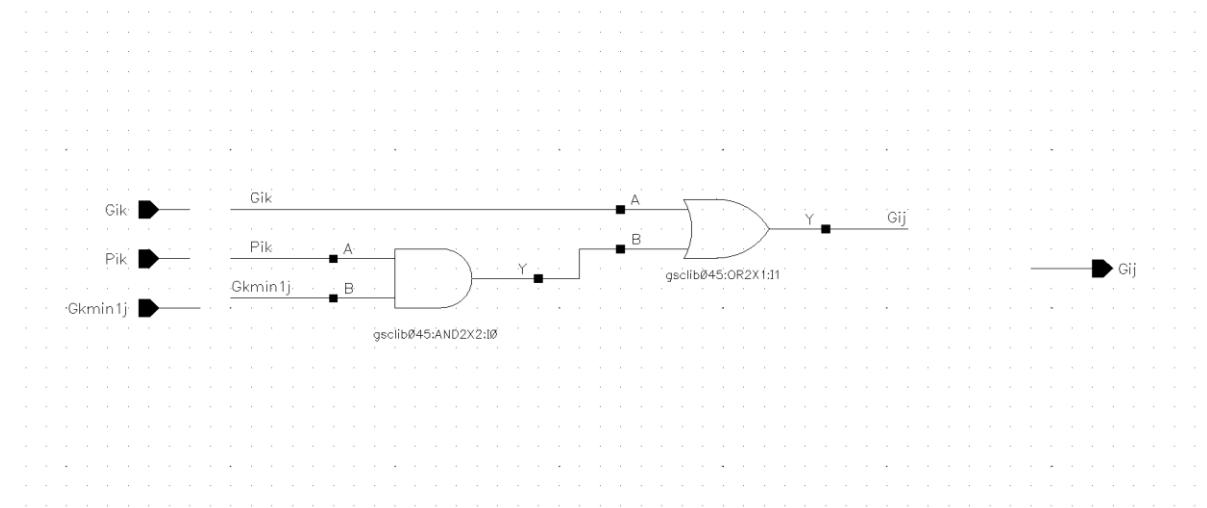 Gik
Gik
A
Y
Gij
Pik
Pik
A
B
gsclib045:OR2X1:I1
Gij
Gkmin1j
Gkmin1j
B
Y
gsclib045:AND2X2:I0